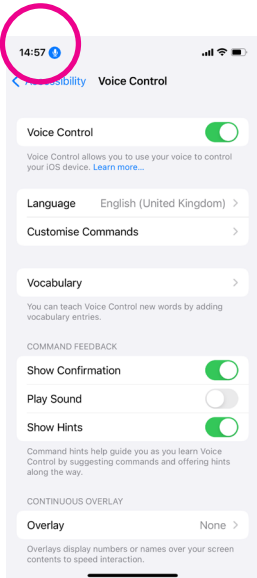 14:57
Accessibility Voice Control
Voice Control
Voice Control allows you to use your voice to control
your iOS device. Learn more...
Language English (United Kingdom)
Customise Commands
Vocabulary
You can teach Voice Control new words by adding
vocabulary entries.
COMMAND FEEDBACK
Show Confirmation
Play Sound
Show Hints
Command hints help guide you as you learn Voice
Control by suggesting commands and offering hints
along the way.
CONTINUOUS OVERLAY
Overlay None
Overlays display numbers or names over your screen
contents to speed interaction.